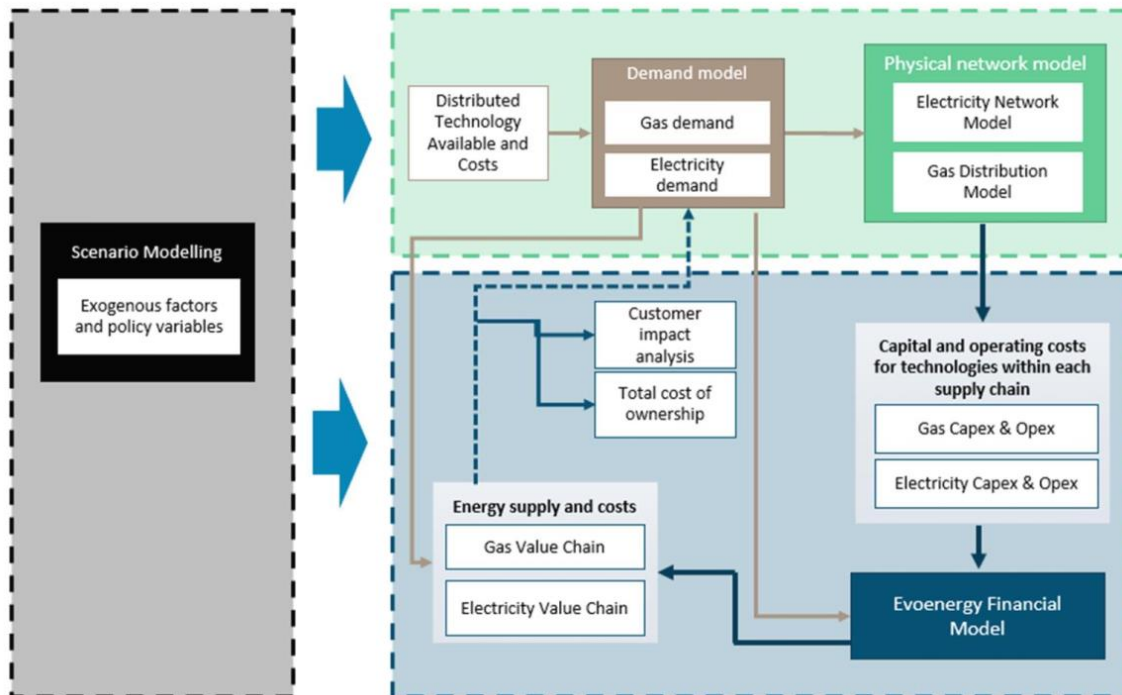 Scenario Modelling
Exogenous factors
and policy variables
Distributed
Technology
Available and
Costs
Demand model
Gas demand
Electricity
demand
Physical network model
Electricity Network
Model
Gas Distribution
Model
Customer
impact
analysis
Total cost of
ownership
Capital and operating costs
for technologies within each
supply chain
Gas Capex & Opex
Electricity Capex & Opex
Energy supply and costs
Gas Value Chain
Electricity Value Chain
Evoenergy Financial
Model